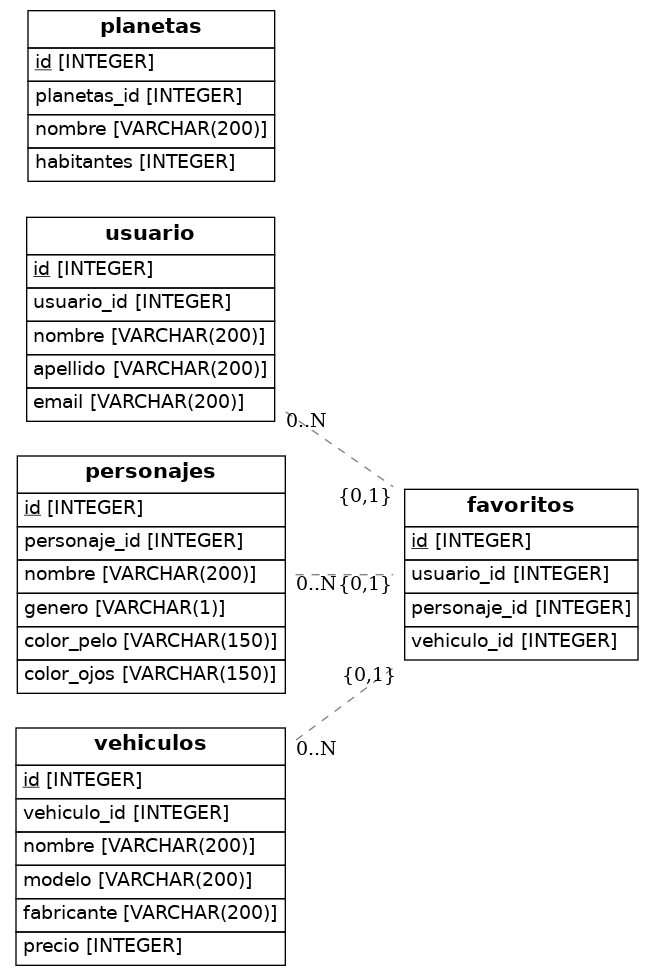 planetas
id [INTEGER]
planetas_id [INTEGER]
nombre [VARCHAR(200)]
habitantes [INTEGER]
usuario
id [INTEGER]
usuario_id [INTEGER]
nombre [VARCHAR(200)]
apellido [VARCHAR(200)]
email [VARCHAR(200)]
0..N
{0,1}
personajes
id [INTEGER]
personaje_id [INTEGER]
nombre [VARCHAR(200)]
genero [VARCHAR(1)]
color_pelo [VARCHAR(150)]
color_ojos [VARCHAR(150)]
0..N
{0,1}
favoritos
id [INTEGER]
usuario_id [INTEGER]
personaje_id [INTEGER]
vehiculo_id [INTEGER]
{0,1}
0..N
vehiculos
id [INTEGER]
vehiculo_id [INTEGER]
nombre [VARCHAR(200)]
modelo [VARCHAR(200)]
fabricante [VARCHAR(200)]
precio [INTEGER]